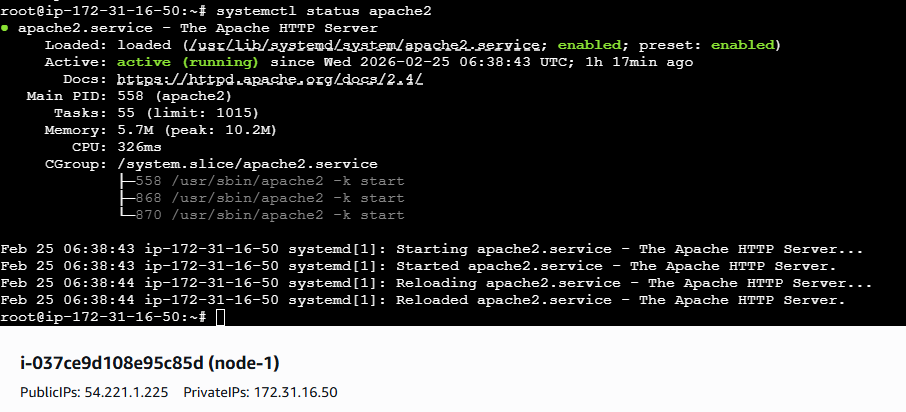 root@ip-172-31-16-50:~# systemctl status apache2
● apache2.service - The Apache HTTP Server
Loaded: loaded (/usr/lib/systemd/system/apache2.service; enabled; preset: enabled)
Active: active (running) since Wed 2026-02-25 06:38:43 UTC; 1h 17min ago
Docs: https://httpd.apache.org/docs/2.4/
Main PID: 558 (apache2)
Tasks: 55 (limit: 1015)
Memory: 5.7M (peak: 10.2M)
CPU: 326ms
CGroup: /system.slice/apache2.service
├─558 /usr/sbin/apache2 -k start
├─868 /usr/sbin/apache2 -k start
└─870 /usr/sbin/apache2 -k start
Feb 25 06:38:43 ip-172-31-16-50 systemd[1]: Starting apache2.service - The Apache HTTP Server...
Feb 25 06:38:43 ip-172-31-16-50 systemd[1]: Started apache2.service - The Apache HTTP Server.
Feb 25 06:38:44 ip-172-31-16-50 systemd[1]: Reloading apache2.service - The Apache HTTP Server...
Feb 25 06:38:44 ip-172-31-16-50 systemd[1]: Reloaded apache2.service - The Apache HTTP Server.
root@ip-172-31-16-50:~#
i-037ce9d108e95c85d (node-1)
PublicIPs: 54.221.1.225 PrivateIPs: 172.31.16.50